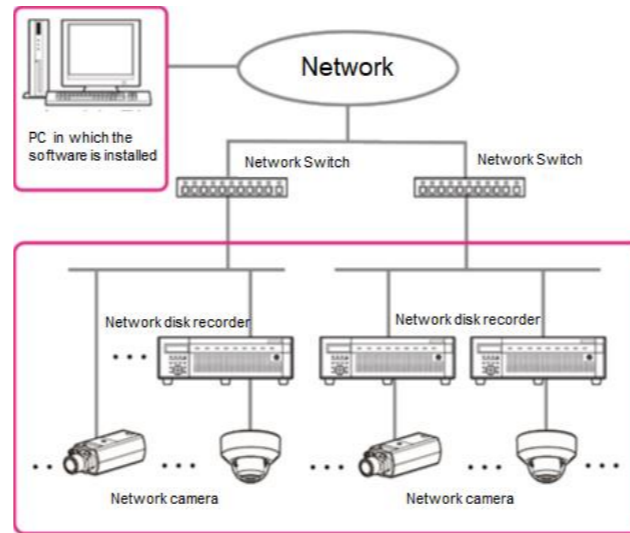 Network
PC in which the
software is installed
Network Switch
Network Switch
Network disk recorder
Network disk recorder
Network camera
Network camera